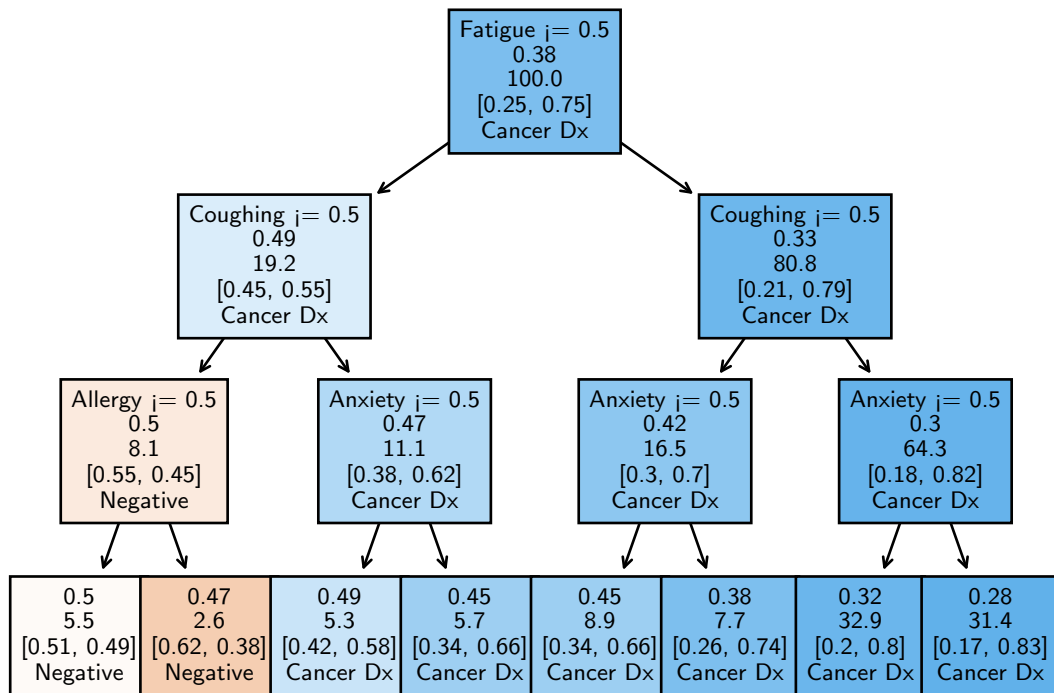 Fatigue ¡= 0.5
0.38
100.0
[0.25, 0.75]
Cancer Dx
Coughing ¡= 0.5
0.49
19.2
[0.45, 0.55]
Cancer Dx
Coughing ¡= 0.5
0.33
80.8
[0.21, 0.79]
Cancer Dx
Allergy ¡= 0.5
0.5
8.1
[0.55, 0.45]
Negative
Anxiety ¡= 0.5
0.47
11.1
[0.38, 0.62]
Cancer Dx
Anxiety ¡= 0.5
0.42
16.5
[0.3, 0.7]
Cancer Dx
Anxiety ¡= 0.5
0.3
64.3
[0.18, 0.82]
Cancer Dx
0.5
5.5
[0.51, 0.49]
Negative
0.47
2.6
[0.62, 0.38]
Negative
0.49
5.3
[0.42, 0.58]
Cancer Dx
0.45
5.7
[0.34, 0.66]
Cancer Dx
0.45
8.9
[0.34, 0.66]
Cancer Dx
0.38
7.7
[0.26, 0.74]
Cancer Dx
0.32
32.9
[0.2, 0.8]
Cancer Dx
0.28
31.4
[0.17, 0.83]
Cancer Dx